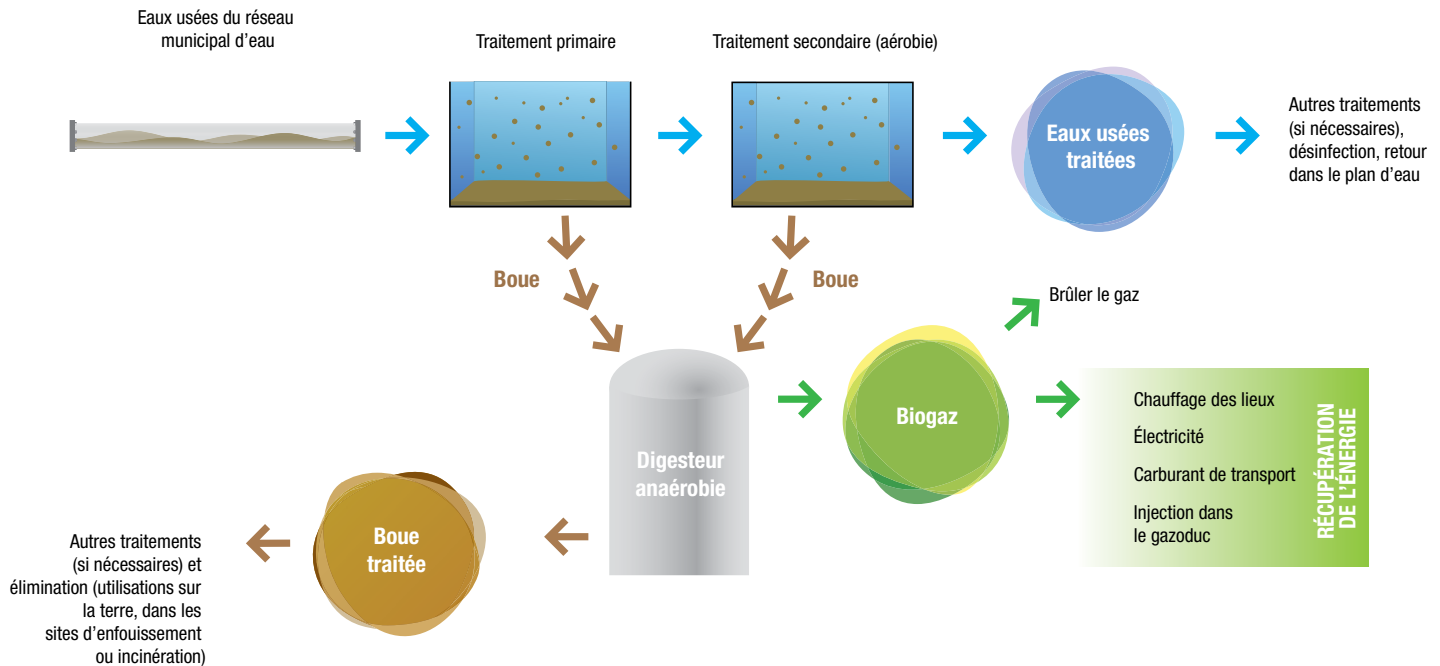 Eaux usées du réseau
municipal d'eau
Traitement primaire
Traitement secondaire (aérobie)
Eaux usées
traitées
Autres traitements
(si nécessaires),
désinfection, retour
dans le plan d'eau
Boue
Boue
Brûler le gaz
Digesteur
anaérobie
Biogaz
Chauffage des lieux
Électricité
Carburant de transport
Injection dans
le gazoduc
RÉCUPÉRATION
DE L'ÉNERGIE
Boue
traitée
Autres traitements
(si nécessaires) et
élimination (utilisations sur
la terre, dans les
sites d'enfouissement
ou incinération)